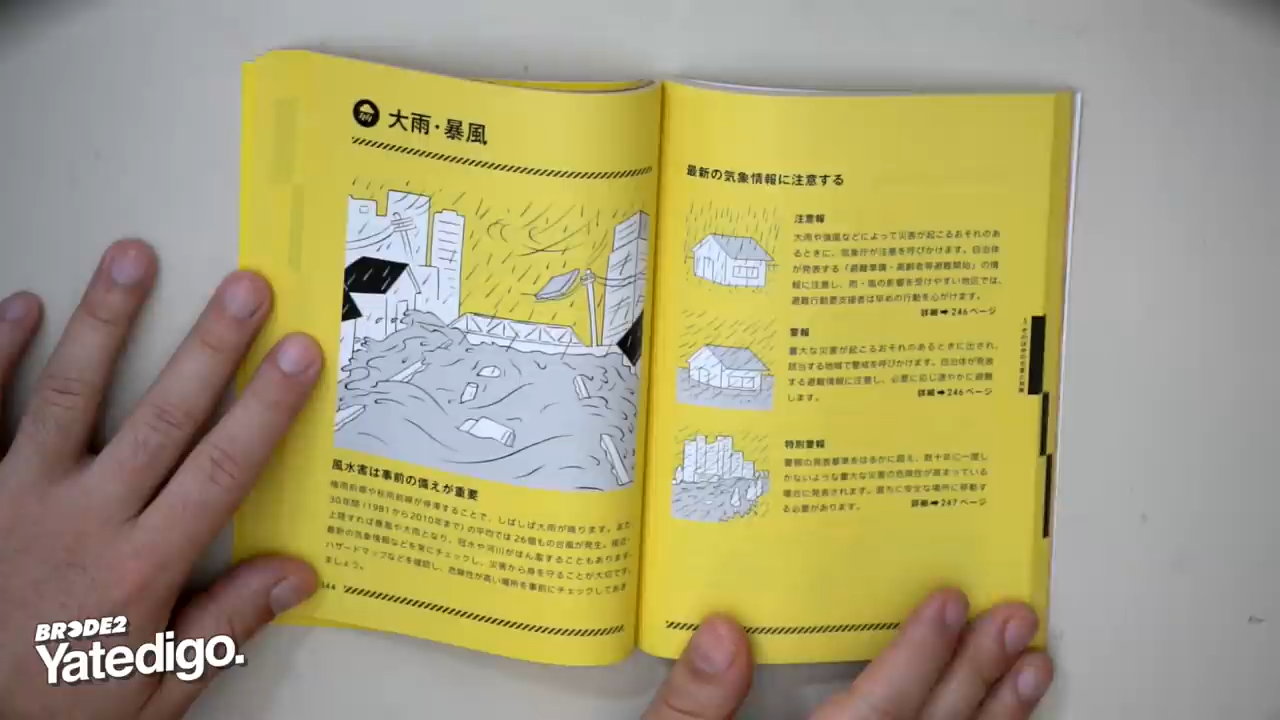 大雨・暴風
風水害は事前の備えが重要
梅雨前線や秋雨前線が停滞することで、しばしば大雨が降ります。また、
30年間(1981から2010年まで)の平均では26個もの台風が発生。接近・
上陸すれば暴風や大雨となり、冠水や河川がはん濫することもあります。
最新の気象情報などを常にチェックし、災害から身を守ることが大切です。
ハザードマップなどを確認し、危険性が高い場所を事前にチェックしておき
ましょう。
144
最新の気象情報に注意する
注意報
大雨や強風などによって災害が起こるおそれのあ
るときに、気象庁が注意を呼びかけます。自治体
が発表する「避難準備・高齢者等避難開始」の情
報に注意し、雨・風の影響を受けやすい地区では、
避難行動要支援者は早めの行動を心がけます。
詳細➡246ページ
警報
重大な災害が起こるおそれのあるときに出され、
該当する地域で警戒を呼びかけます。自治体が発表
する避難情報に注意し、必要に応じ速やかに避難
します。
詳細➡246ページ
特別警報
警報の発表基準をはるかに超え、数十年に一度し
かないような重大な災害の危険性が高まっている
場合に発表されます。直ちに安全な場所に移動す
る必要があります。
詳細➡247ページ
BRODE2
Yatedigo.